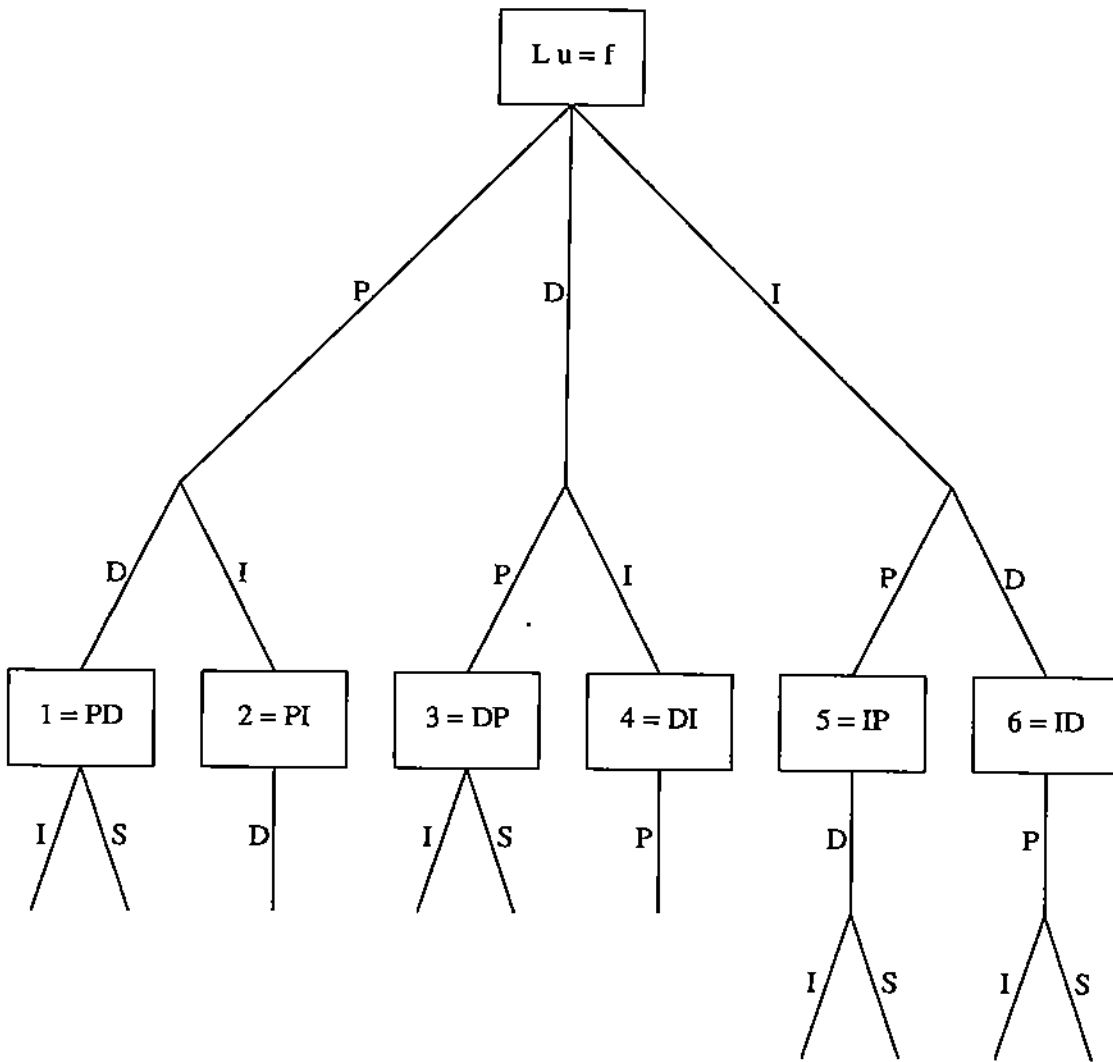 L u = f
P D I
D I P I P D
1 = PD 2 = PI 3 = DP 4 = DI 5 = IP 6 = ID
I S D I S P D P
I S I S